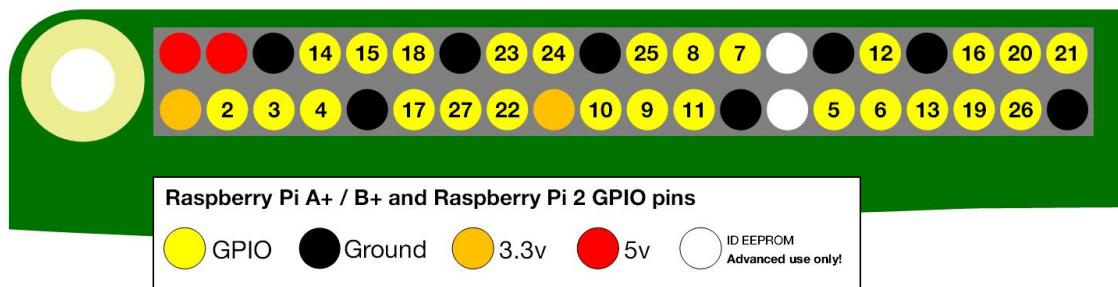 14 15 18 23 24 25 8 7 12 16 20 21
2 3 4 17 27 22 10 9 11 5 6 13 19 26
Raspberry Pi A+ / B+ and Raspberry Pi 2 GPIO pins
GPIO Ground 3.3v 5v ID EEPROM
Advanced use only!